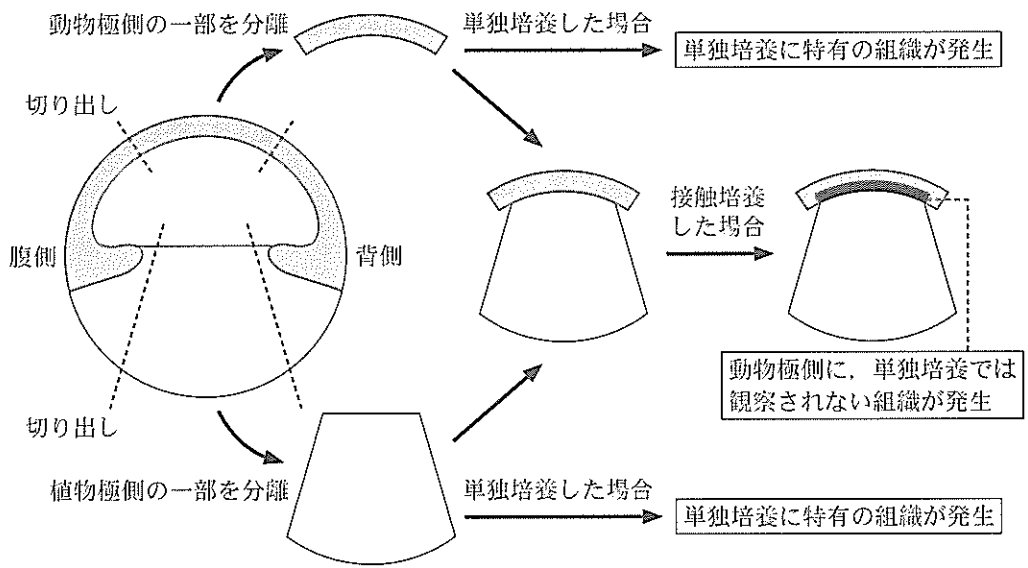 動物極側の一部を分離
単独培養した場合
単独培養に特有の組織が発生
切り出し
腹側
背側
接触培養
した場合
動物極側に，単独培養では
観察されない組織が発生
切り出し
植物極側の一部を分離
単独培養した場合
単独培養に特有の組織が発生